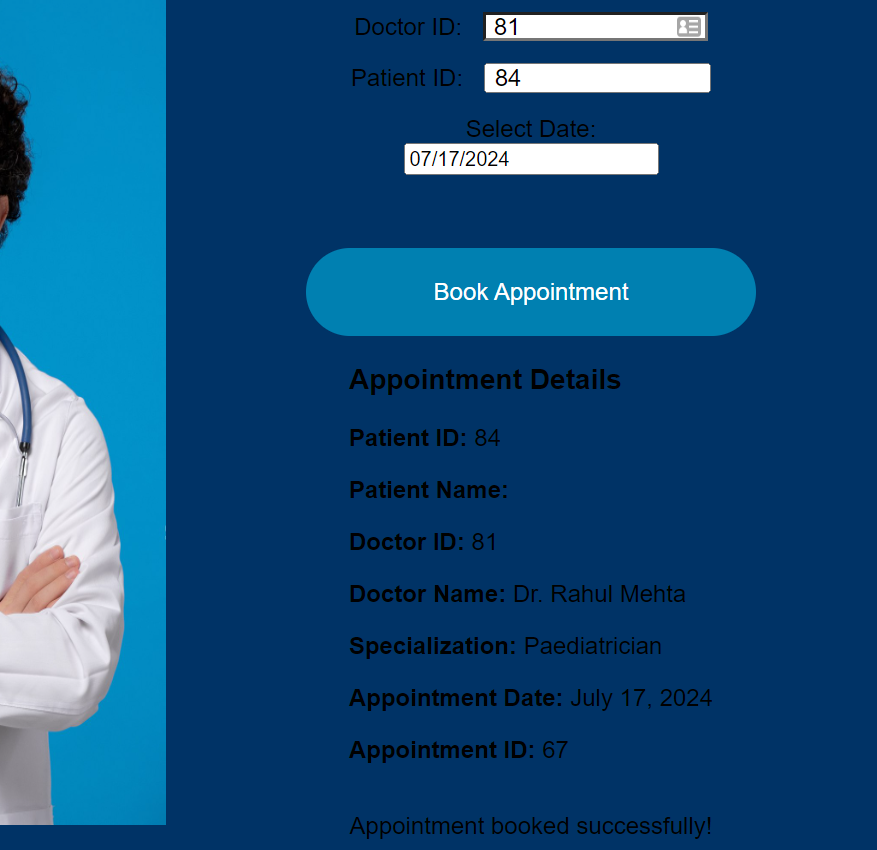 Doctor ID: 81
Patient ID: 84
Select Date:
07/17/2024
Book Appointment
Appointment Details
Patient ID: 84
Patient Name:
Doctor ID: 81
Doctor Name: Dr. Rahul Mehta
Specialization: Paediatrician
Appointment Date: July 17, 2024
Appointment ID: 67
Appointment booked successfully!